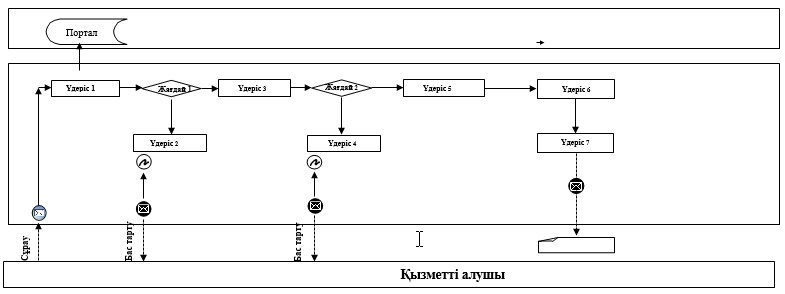 Портал
Үдеріс 1
Жағдай 1
Үдеріс 3
Жағдай 2
Үдеріс 5
Үдеріс 6
Үдеріс 2
Үдеріс 4
Үдеріс 7
Сұрау
Бас тарту
Бас тарту
Қызметті алушы